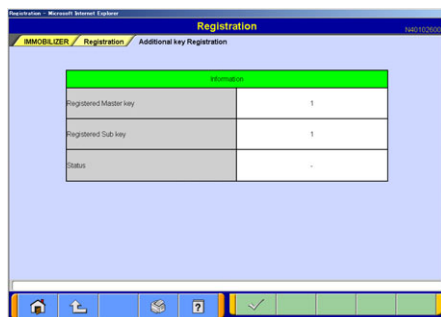 Registration - Microsoft Internet Explorer
Registration
N40102600
IMMOBILIZER Registration Additional key Registration
Information
Registered Master key 1
Registered Sub key 1
Status -
?